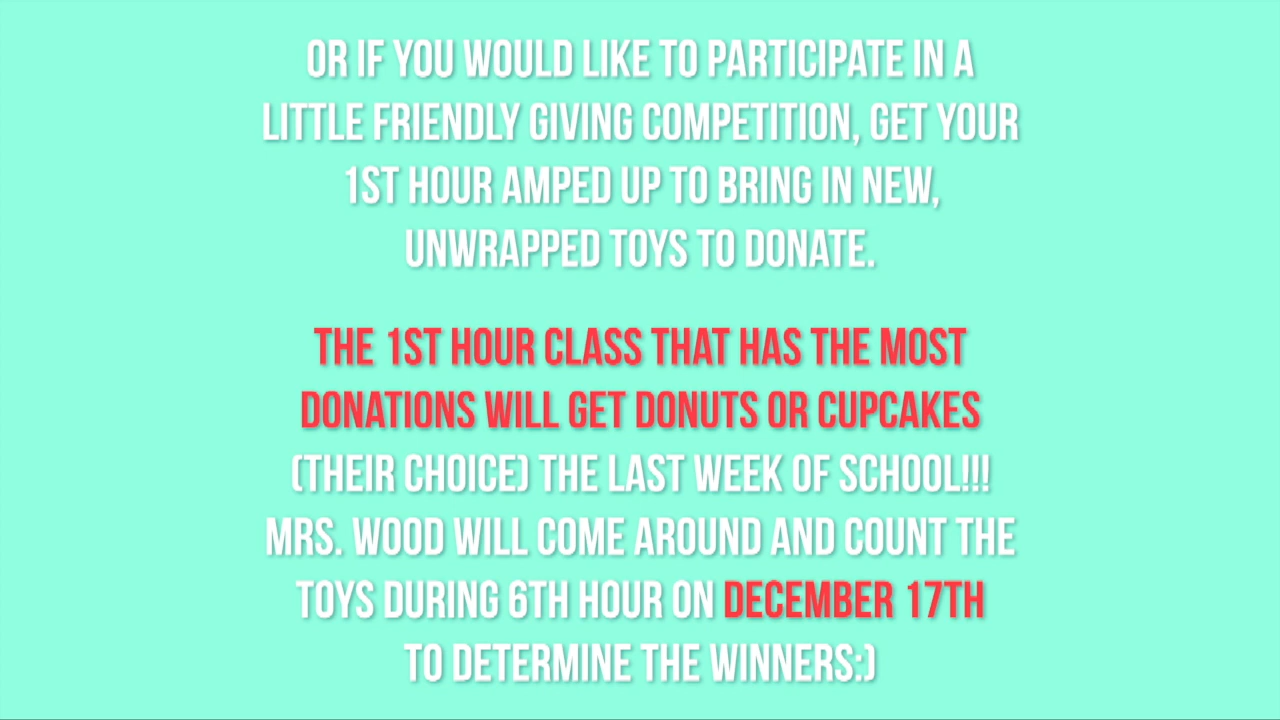 OR IF YOU WOULD LIKE TO PARTICIPATE IN A
LITTLE FRIENDLY GIVING COMPETITION, GET YOUR
1ST HOUR AMPED UP TO BRING IN NEW,
UNWRAPPED TOYS TO DONATE.
THE 1ST HOUR CLASS THAT HAS THE MOST
DONATIONS WILL GET DONUTS OR CUPCAKES
(THEIR CHOICE) THE LAST WEEK OF SCHOOL!!!
MRS. WOOD WILL COME AROUND AND COUNT THE
TOYS DURING 6TH HOUR ON DECEMBER 17TH
TO DETERMINE THE WINNERS:)